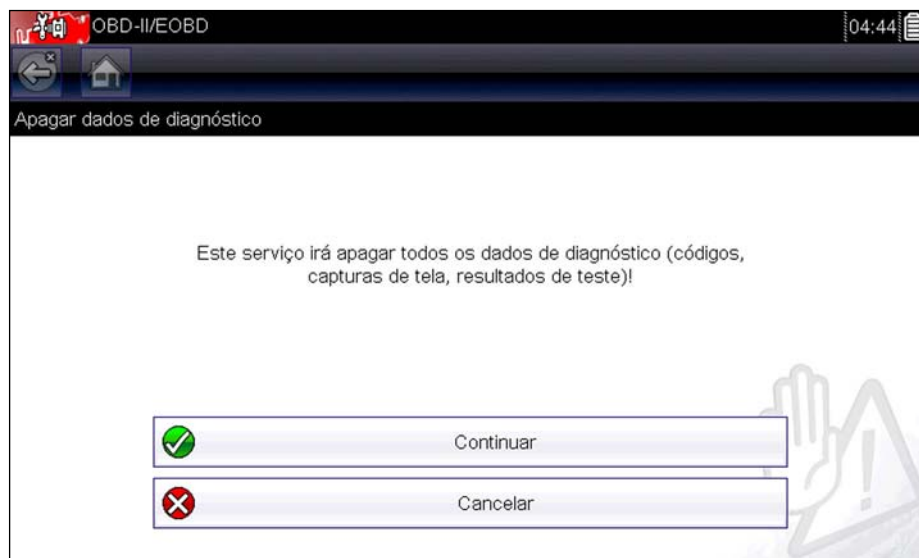 OBD-II/EOBD
04:44
Apagar dados de diagnóstico
Este serviço irá apagar todos os dados de diagnóstico (códigos,
capturas de tela, resultados de teste)!
Continuar
Cancelar